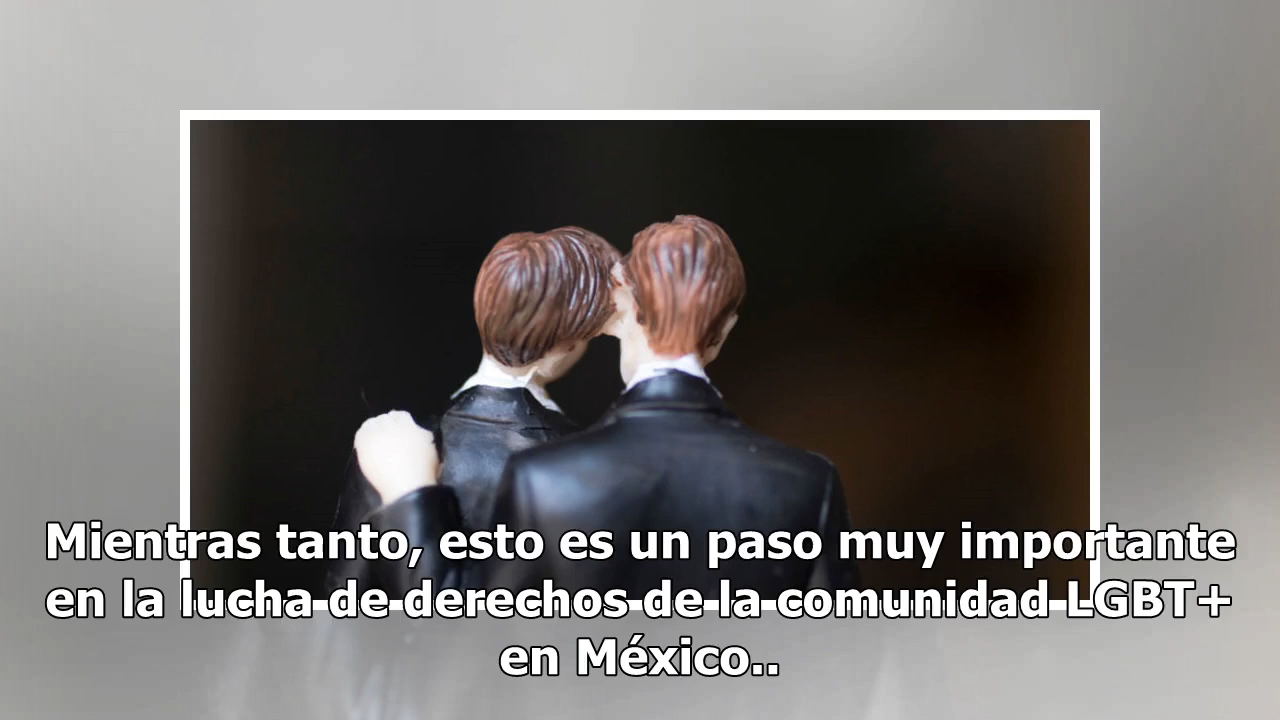 Mientras tanto, esto es un paso muy importante
en la lucha de derechos de la comunidad LGBT+
en México..